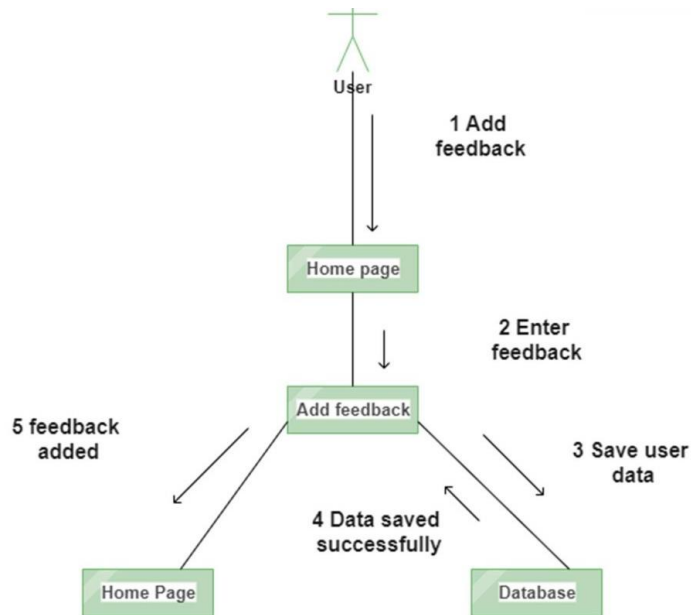 User
1 Add
feedback
Home page
2 Enter
feedback
Add feedback
5 feedback
added
3 Save user
data
4 Data saved
successfully
Home Page
Database